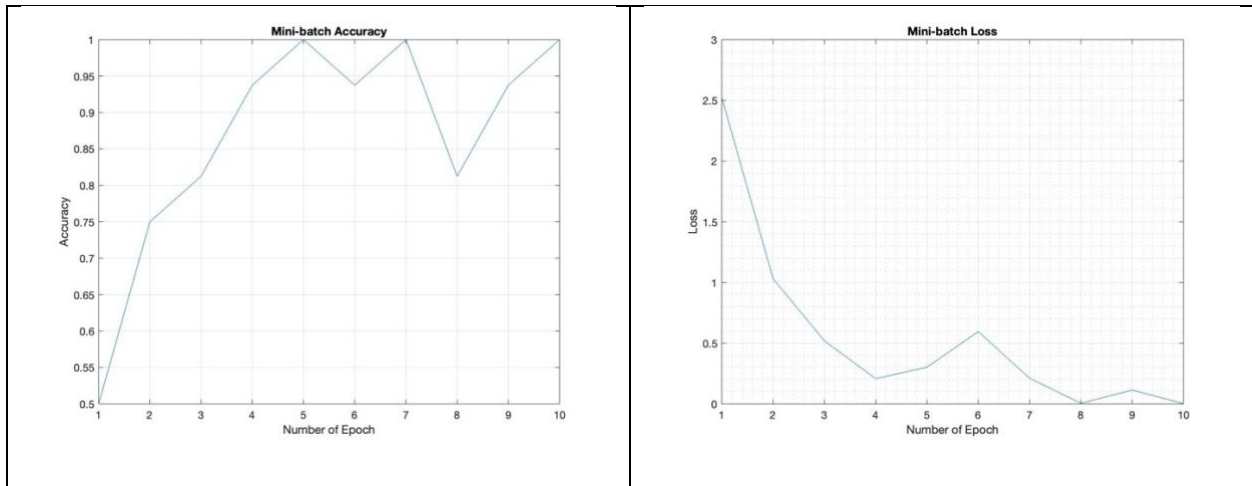 Mini-batch Accuracy
1
0.95
0.9
0.85
0.8
0.75
0.7
0.65
0.6
0.55
0.5
Accuracy
1 2 3 4 5 6 7 8 9 10
Number of Epoch
Mini-batch Loss
3
2.5
2
1.5
1
0.5
0
Loss
1 2 3 4 5 6 7 8 9 10
Number of Epoch